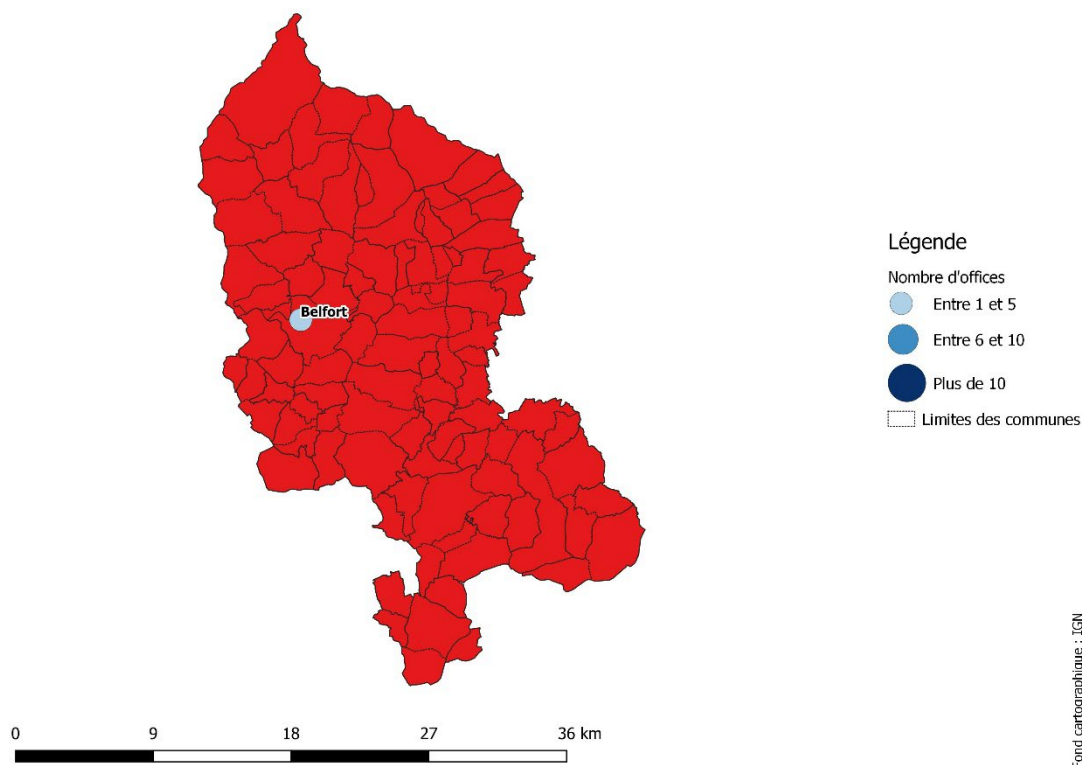 Belfort
Légende
Nombre d'offices
Entre 1 et 5
Entre 6 et 10
Plus de 10
Limites des communes
0 9 18 27 36 km
Fond cartographique : IGN